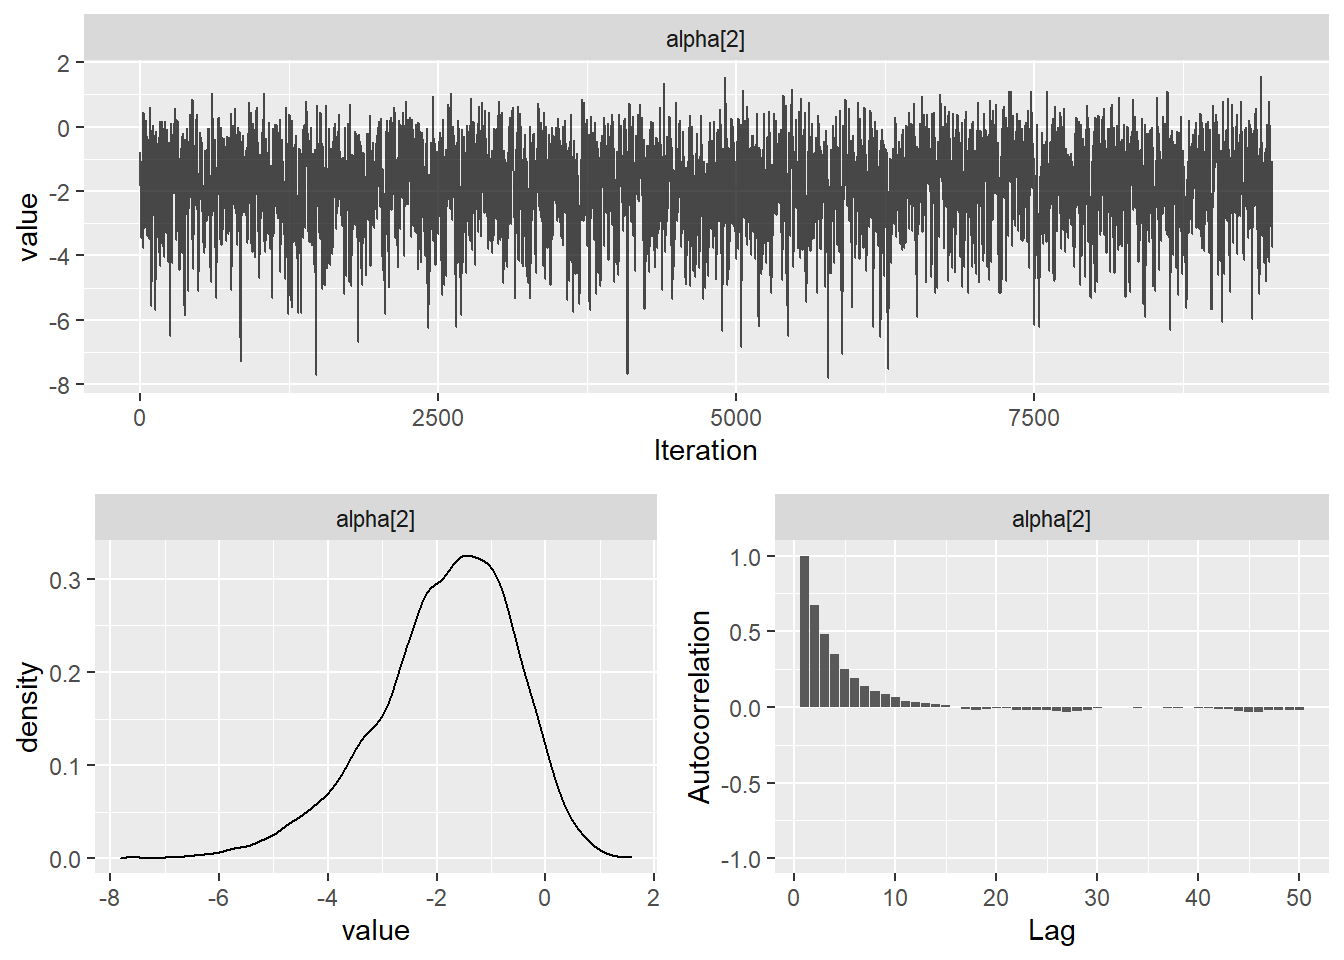 alpha[2]
2
0
-2
-4
-6
-8
value
0 2500 5000 7500
Iteration
alpha[2]
0.3
0.2
0.1
0.0
density
-8 -6 -4 -2 0 2
value
alpha[2]
1.0
0.5
0.0
-0.5
-1.0
Autocorrelation
0 10 20 30 40 50
Lag